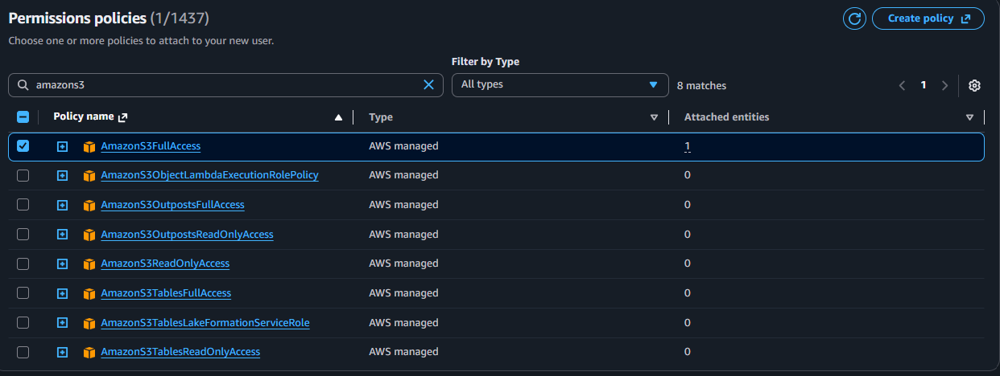 Permissions policies (1/1437)
Create policy
Choose one or more policies to attach to your new user.
Filter by Type
amazons3
All types
8 matches
1
Policy name
Type
Attached entities
AmazonS3FullAccess AWS managed 1
AmazonS3ObjectLambdaExecutionRolePolicy AWS managed 0
AmazonS3OutpostsFullAccess AWS managed 0
AmazonS3OutpostsReadOnlyAccess AWS managed 0
AmazonS3ReadOnlyAccess AWS managed 0
AmazonS3TablesFullAccess AWS managed 0
AmazonS3TablesLakeFormationServiceRole AWS managed 0
AmazonS3TablesReadOnlyAccess AWS managed 0